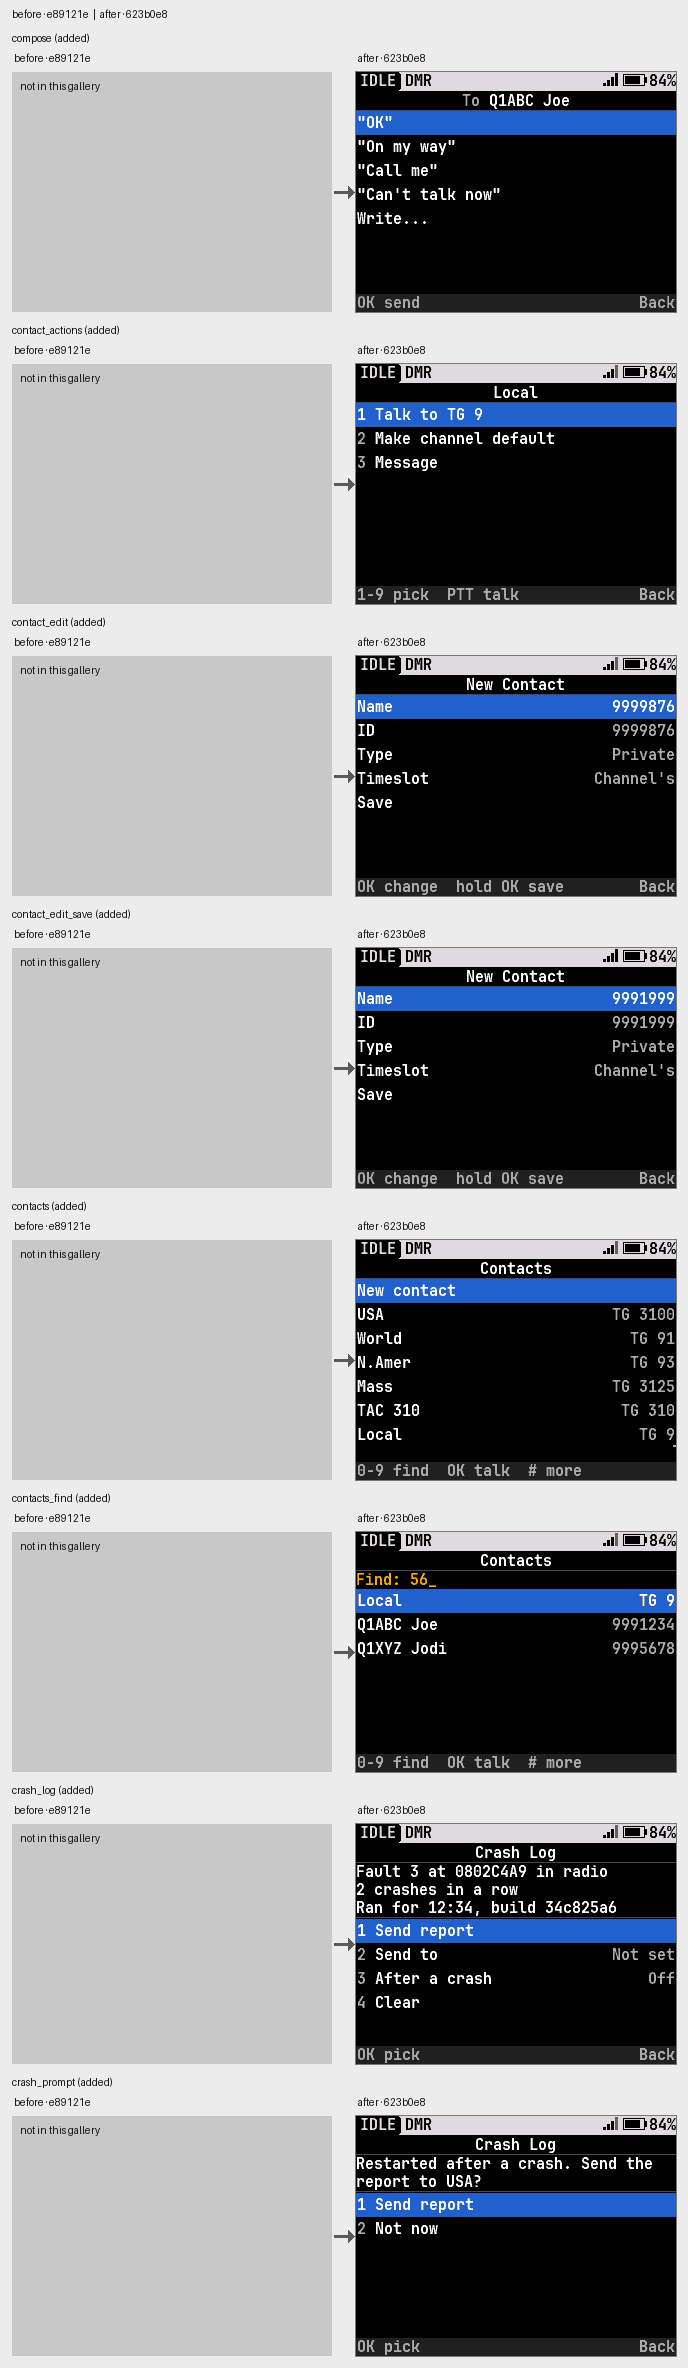 before · e89121e | after · 623b0e8
compose (added)
before · e89121e
after · 623b0e8
not in this gallery
IDLE DMR 84%
To Q1ABC Joe
"OK"
"On my way"
"Call me"
"Can't talk now"
Write...
OK send Back
contact_actions (added)
before · e89121e
after · 623b0e8
not in this gallery
IDLE DMR 84%
Local
1 Talk to TG 9
2 Make channel default
3 Message
1-9 pick PTT talk Back
contact_edit (added)
before · e89121e
after · 623b0e8
not in this gallery
IDLE DMR 84%
New Contact
Name 9999876
ID 9999876
Type Private
Timeslot Channel's
Save
OK change hold OK save Back
contact_edit_save (added)
before · e89121e
after · 623b0e8
not in this gallery
IDLE DMR 84%
New Contact
Name 9991999
ID 9991999
Type Private
Timeslot Channel's
Save
OK change hold OK save Back
contacts (added)
before · e89121e
after · 623b0e8
not in this gallery
IDLE DMR 84%
Contacts
New contact
USA TG 3100
World TG 91
N.Amer TG 93
Mass TG 3125
TAC 310 TG 310
Local TG 9
0-9 find OK talk # more
contacts_find (added)
before · e89121e
after · 623b0e8
not in this gallery
IDLE DMR 84%
Contacts
Find: 56_
Local TG 9
Q1ABC Joe 9991234
Q1XYZ Jodi 9995678
0-9 find OK talk # more
crash_log (added)
before · e89121e
after · 623b0e8
not in this gallery
IDLE DMR 84%
Crash Log
Fault 3 at 0802C4A9 in radio
2 crashes in a row
Ran for 12:34, build 34c825a6
1 Send report
2 Send to Not set
3 After a crash Off
4 Clear
OK pick Back
crash_prompt (added)
before · e89121e
after · 623b0e8
not in this gallery
IDLE DMR 84%
Crash Log
Restarted after a crash. Send the
report to USA?
1 Send report
2 Not now
OK pick Back